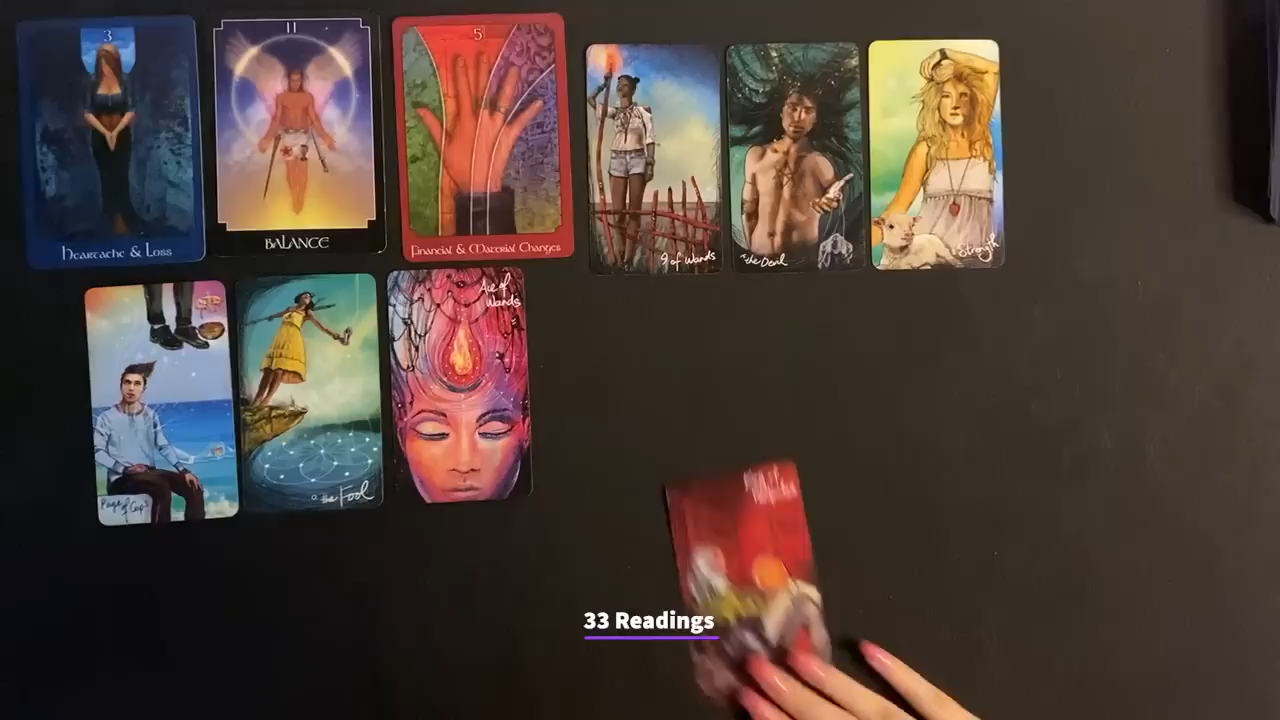 3
Heartache & Loss
11
BALANCE
5
Financial & Material Changes
9 of Wands
The Devil
Strength
Page of Cups
0 the Fool
Ace of
Wands
33 Readings